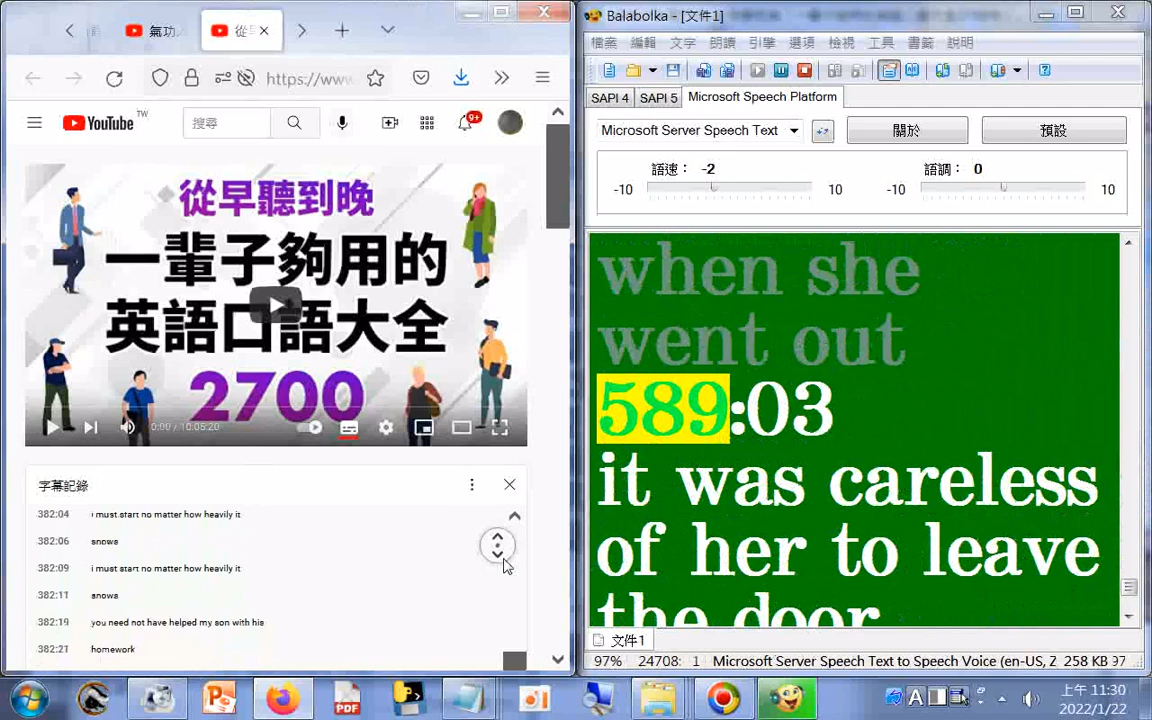 氣功
從
https://www.
YouTube TW
搜尋
9+
從早聽到晚
一輩子夠用的
英語口語大全
2700
0:00 / 10:05:20
字幕記錄
382:04 i must start no matter how heavily it
382:06 snows
382:09 i must start no matter how heavily it
382:11 snows
382:19 you need not have helped my son with his
382:21 homework
Balabolka - [文件1]
檔案 編輯 文字 朗讀 引擎 選項 檢視 工具 書籤 說明
SAPI 4 SAPI 5 Microsoft Speech Platform
Microsoft Server Speech Text 關於 預設
語速： -2 語調： 0
-10 10 -10 10
when she
went out
589:03
it was careless
of her to leave
the door
文件1
97% 24708: 1 Microsoft Server Speech Text to Speech Voice (en-US, Z 258 KB 97
PDF
A
上午 11:30
2022/1/22